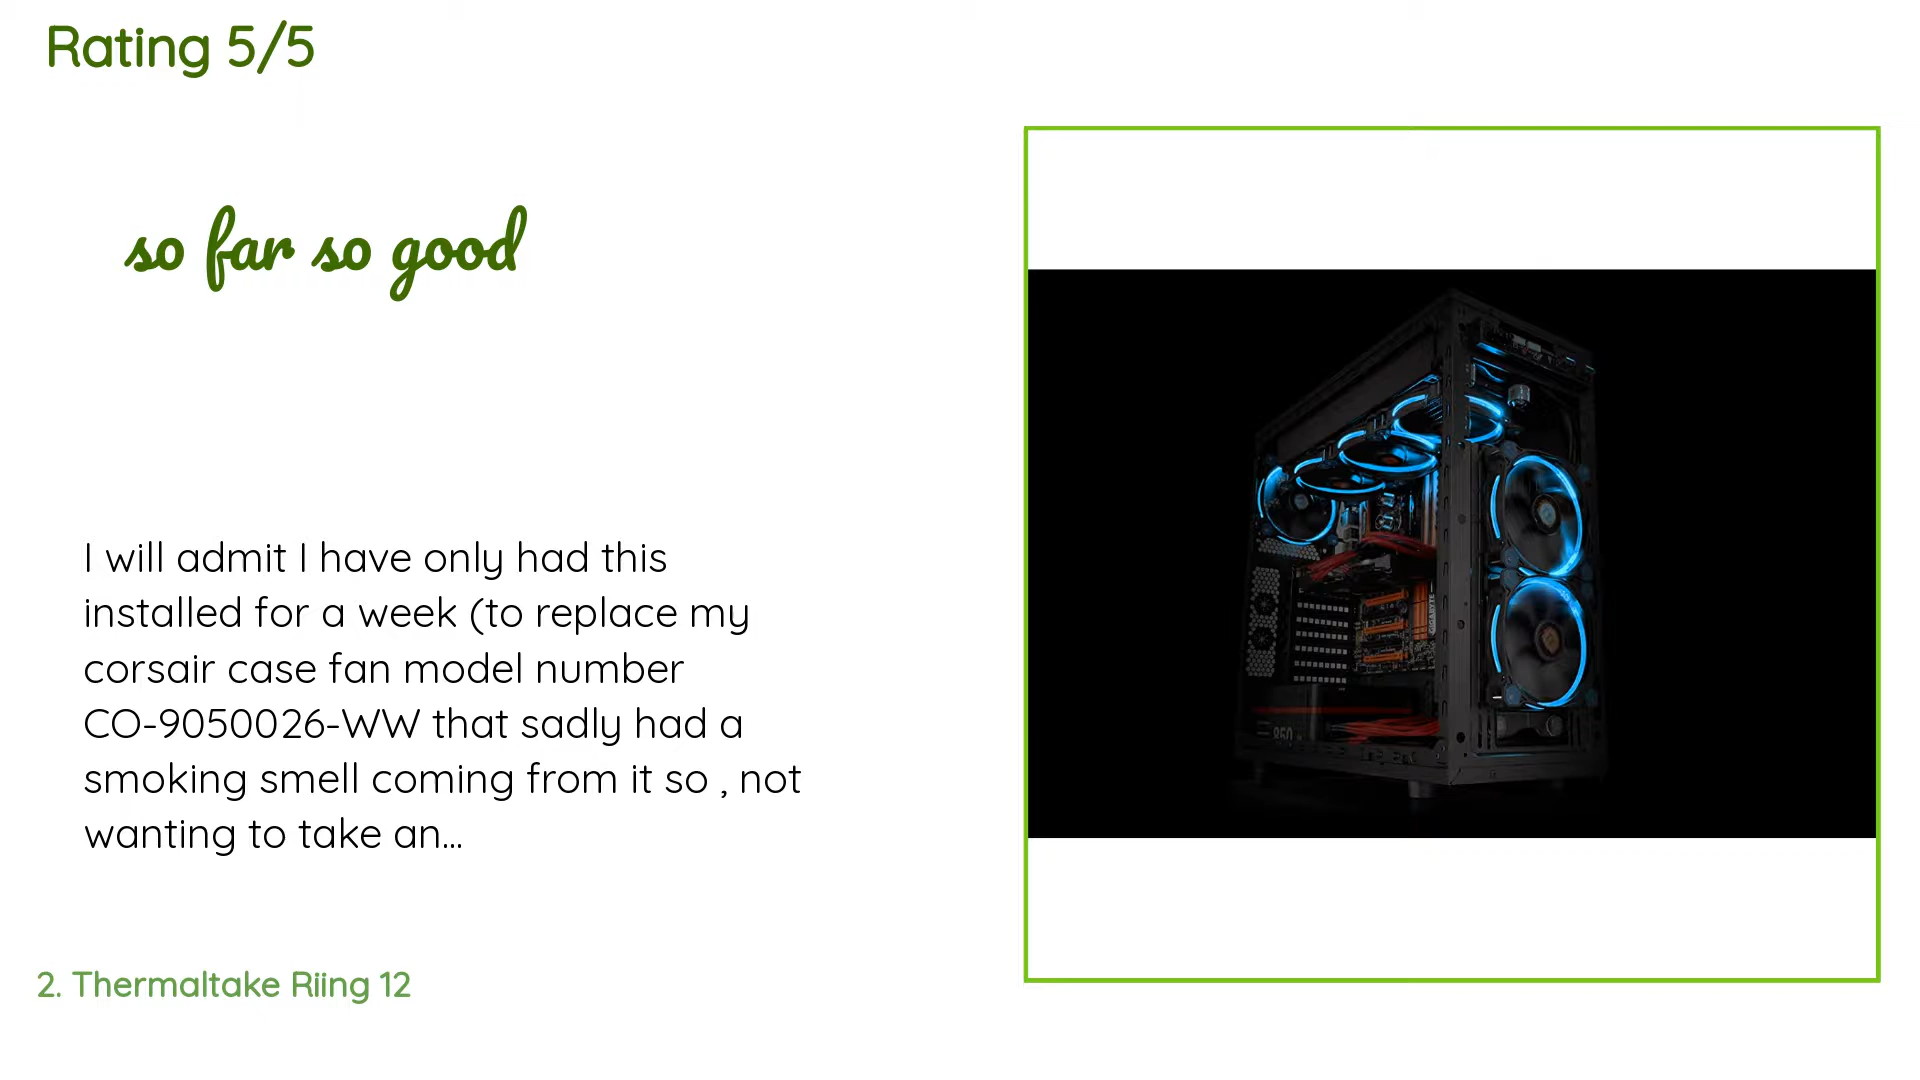 Rating 5/5
so far so good
I will admit I have only had this
installed for a week (to replace my
corsair case fan model number
CO-9050026-WW that sadly had a
smoking smell coming from it so , not
wanting to take an...
2. Thermaltake Riing 12
GIGABYTE
850